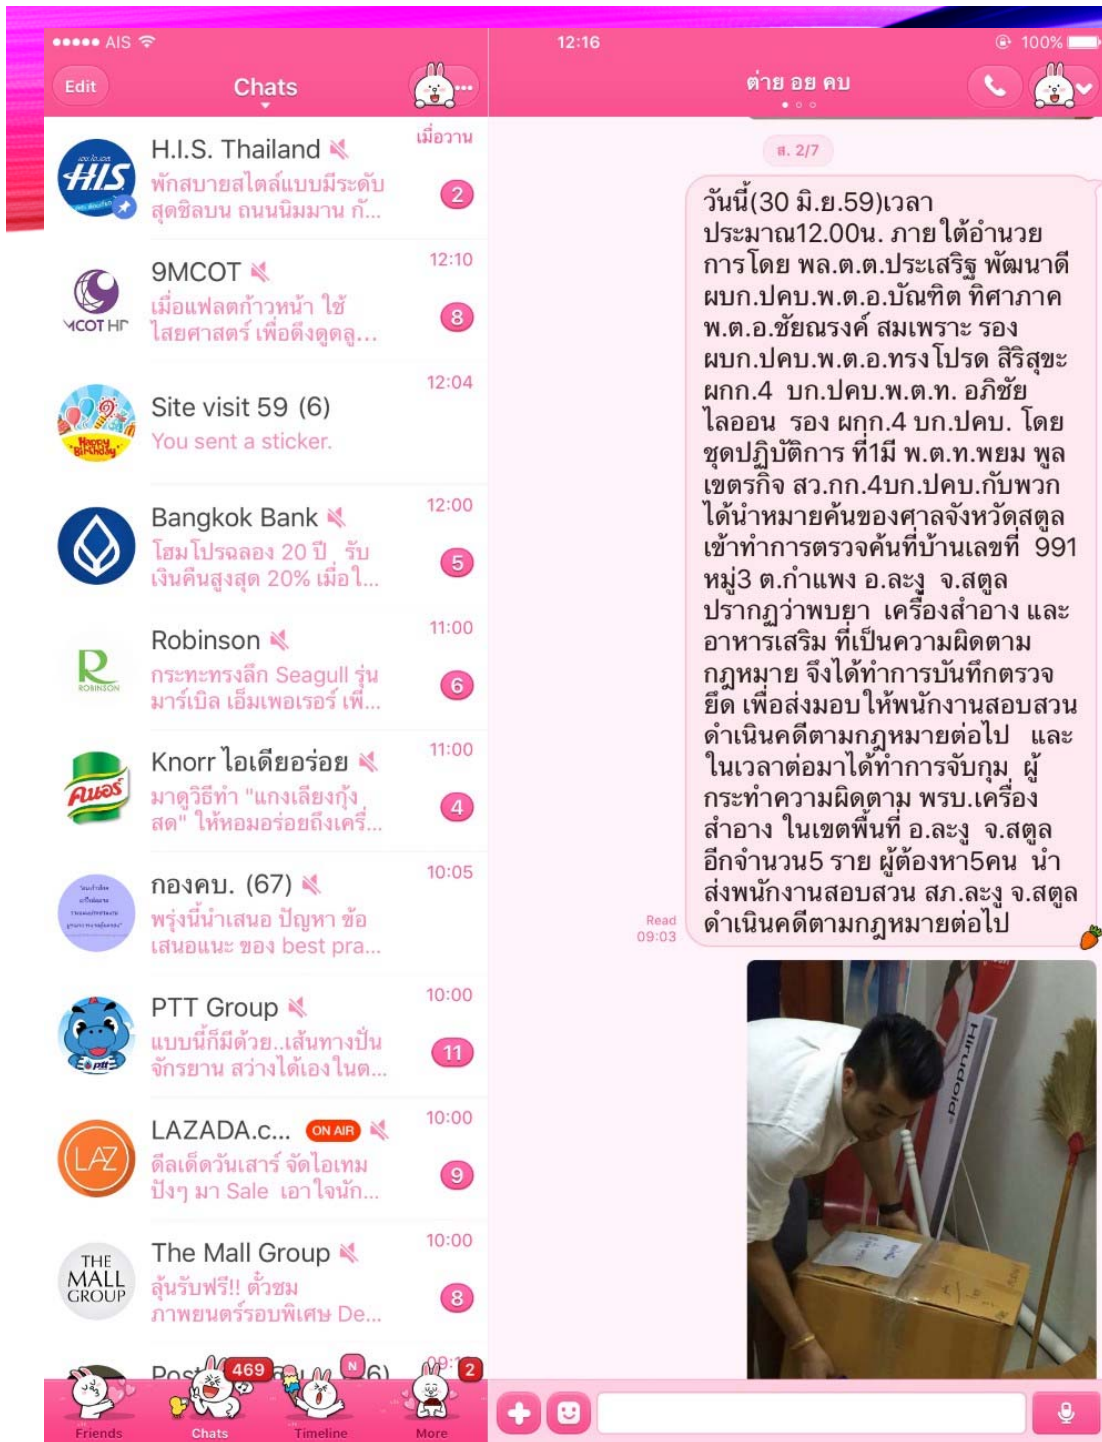 AIS
12:16
100%
Edit
Chats
ต่าย อย คบ
H.I.S. Thailand
เมื่อวาน
พักสบายสไตล์แบบมีระดับ
สุดชิลบน ถนนนิมมาน กั...
2
9MCOT
12:10
เมื่อแฟลตก้าวหน้า ใช้
ไสยศาสตร์ เพื่อดึงดูดลู...
8
Site visit 59 (6)
12:04
You sent a sticker.
Bangkok Bank
12:00
โฮมโปรฉลอง 20 ปี รับ
เงินคืนสูงสุด 20% เมื่อใ...
5
Robinson
11:00
กระทะทรงลึก Seagull รุ่น
มาร์เบิล เอ็มเพอเรอร์ เพื่...
6
ROBINSON
Knorr ไอเดียอร่อย
11:00
มาดูวิธีทำ "แกงเลียงกุ้ง
สด" ให้หอมอร่อยถึงเครื่...
4
คนอร์
กองคบ. (67)
10:05
พรุ่งนี้นำเสนอ ปัญหา ข้อ
เสนอแนะ ของ best pra...
PTT Group
10:00
แบบนี้ก็มีด้วย..เส้นทางปั่น
จักรยาน สว่างได้เองในต...
11
LAZADA.c... ON AIR
10:00
ดีลเด็ดวันเสาร์ จัดไอเทม
ปังๆ มา Sale เอาใจนัก...
9
LAZ
The Mall Group
10:00
ลุ้นรับฟรี!! ตั๋วชม
ภาพยนตร์รอบพิเศษ De...
8
THE
MALL
GROUP
469
N
2
Friends
Chats
Timeline
More
ส. 2/7
วันนี้(30 มิ.ย.59)เวลา
ประมาณ12.00น. ภายใต้อำนวย
การโดย พล.ต.ต.ประเสริฐ พัฒนาดี
ผบก.ปคบ.พ.ต.อ.บัณฑิต ทิศาภาค
พ.ต.อ.ชัยณรงค์ สมเพราะ รอง
ผบก.ปคบ.พ.ต.อ.ทรงโปรด สิริสุขะ
ผกก.4 บก.ปคบ.พ.ต.ท. อภิชัย
ไลออน รอง ผกก.4 บก.ปคบ. โดย
ชุดปฏิบัติการ ที่1มี พ.ต.ท.พยม พูล
เขตรกิจ สว.กก.4บก.ปคบ.กับพวก
ได้นำหมายค้นของศาลจังหวัดสตูล
เข้าทำการตรวจค้นที่บ้านเลขที่ 991
หมู่3 ต.กำแพง อ.ละงู จ.สตูล
ปรากฏว่าพบยา เครื่องสำอาง และ
อาหารเสริม ที่เป็นความผิดตาม
กฎหมาย จึงได้ทำการบันทึกตรวจ
ยึด เพื่อส่งมอบให้พนักงานสอบสวน
ดำเนินคดีตามกฎหมายต่อไป และ
ในเวลาต่อมาได้ทำการจับกุม ผู้
กระทำความผิดตาม พรบ.เครื่อง
สำอาง ในเขตพื้นที่ อ.ละงู จ.สตูล
อีกจำนวน5 ราย ผู้ต้องหา5คน นำ
ส่งพนักงานสอบสวน สภ.ละงู จ.สตูล
ดำเนินคดีตามกฎหมายต่อไป
Read
09:03
Hirudoid